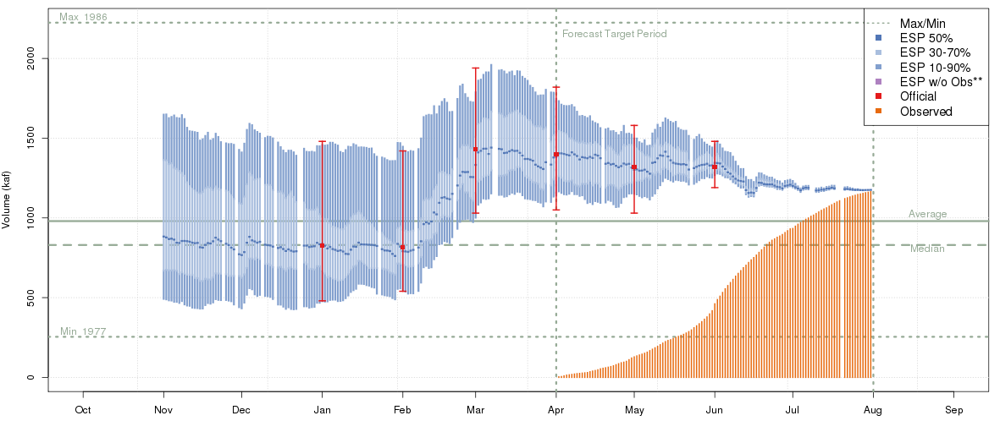 Max 1986
Forecast Target Period
Max/Min
ESP 50%
ESP 30-70%
ESP 10-90%
ESP w/o Obs**
Official
Observed
Average
Median
Min 1977
Volume (kaf)
2000
1500
1000
500
0
Oct Nov Dec Jan Feb Mar Apr May Jun Jul Aug Sep